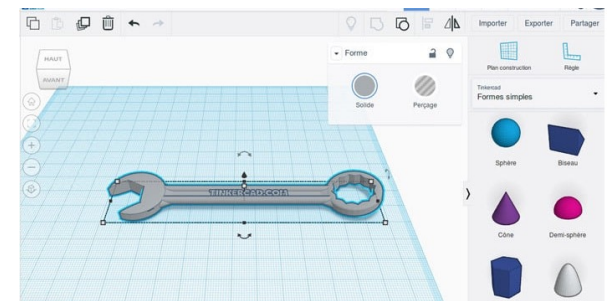 Importer
Exporter
Partager
HAUT
AVANT
Forme
Solide
Perçage
Plan construction
Règle
Tinkercad
Formes simples
TINKERCAD.COM
Sphère
Biseau
Cône
Demi-sphère